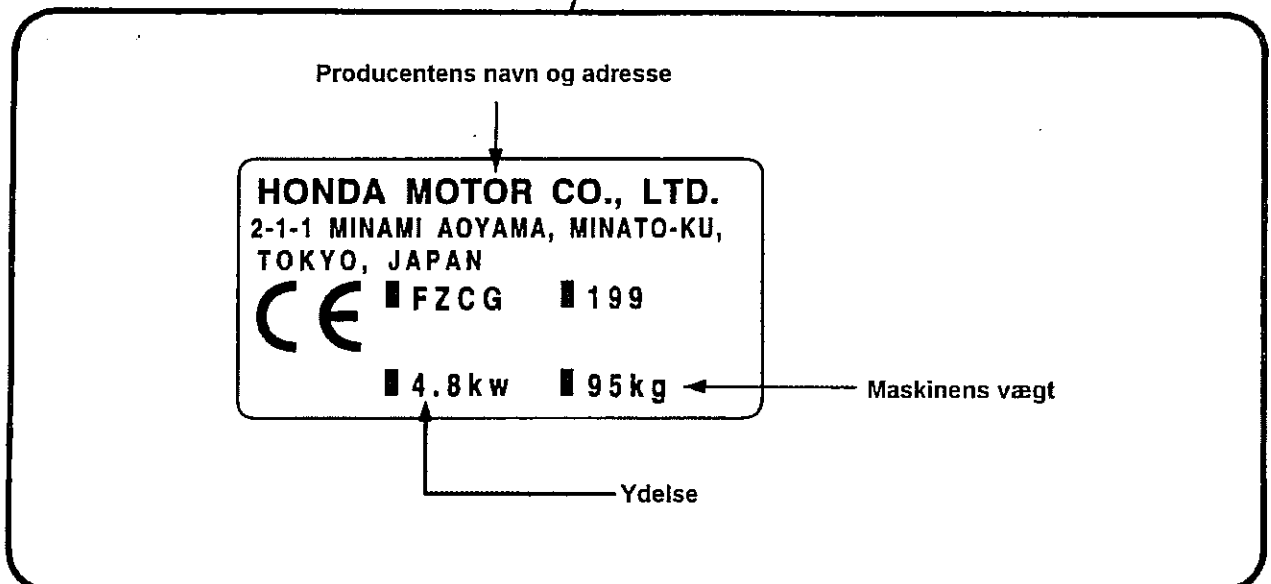 Producentens navn og adresse
HONDA MOTOR CO., LTD.
2-1-1 MINAMI AOYAMA, MINATO-KU,
TOKYO, JAPAN
CE FZCG 199
4.8kw 95kg
Maskinens vægt
Ydelse